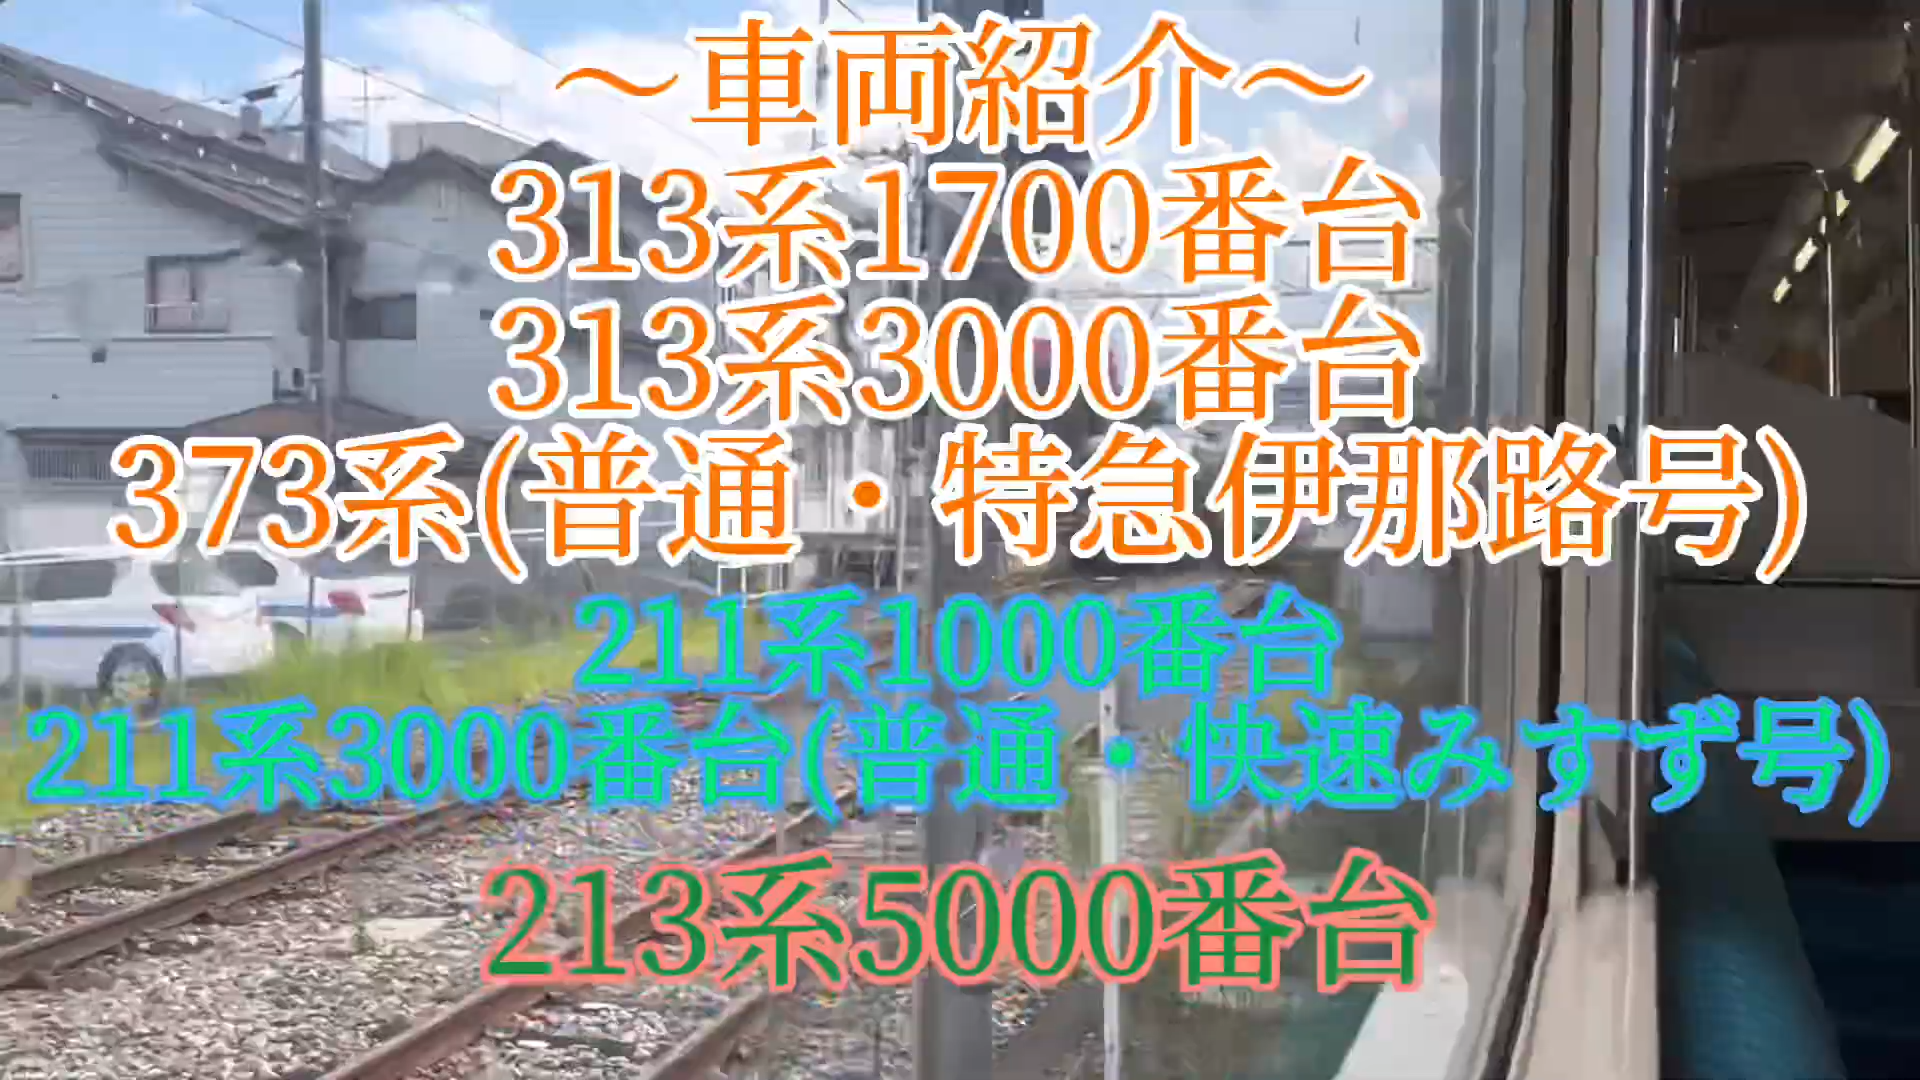 ～車両紹介～
313系1700番台
313系3000番台
373系(普通・特急伊那路号)
211系1000番台
211系3000番台(普通・快速みすず号)
213系5000番台